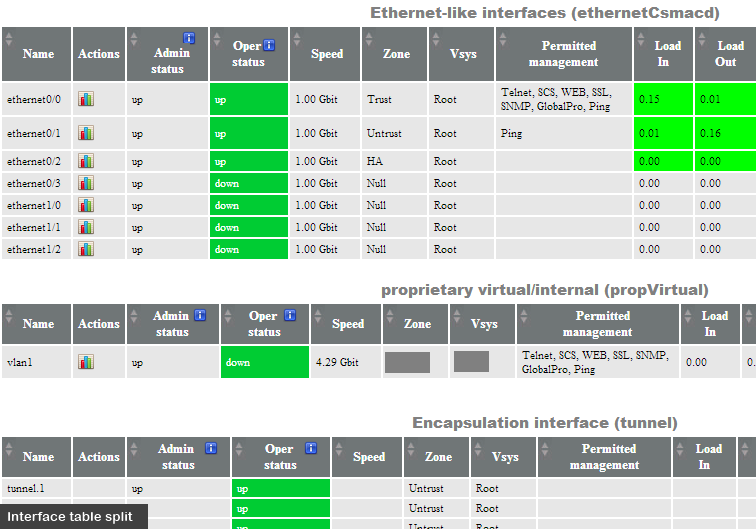 Ethernet-like interfaces (ethernetCsmacd)
Name Actions Admin status Oper status Speed Zone Vsys Permitted management Load In Load Out
ethernet0/0 up up 1.00 Gbit Trust Root Telnet, SCS, WEB, SSL, SNMP, GlobalPro, Ping 0.15 0.01
ethernet0/1 up up 1.00 Gbit Untrust Root Ping 0.01 0.16
ethernet0/2 up up 1.00 Gbit HA Root 0.00 0.00
ethernet0/3 up down 1.00 Gbit Null Root 0.00 0.00
ethernet1/0 up down 1.00 Gbit Null Root 0.00 0.00
ethernet1/1 up down 1.00 Gbit Null Root 0.00 0.00
ethernet1/2 up down 1.00 Gbit Null Root 0.00 0.00
proprietary virtual/internal (propVirtual)
Name Actions Admin status Oper status Speed Zone Vsys Permitted management Load In
vlan1 up down 4.29 Gbit Telnet, SCS, WEB, SSL, SNMP, GlobalPro, Ping 0.00 0.
Encapsulation interface (tunnel)
Name Actions Admin status Oper status Speed Zone Vsys Permitted management Load In
tunnel.1 up up Untrust Root
up Untrust Root
Interface table split